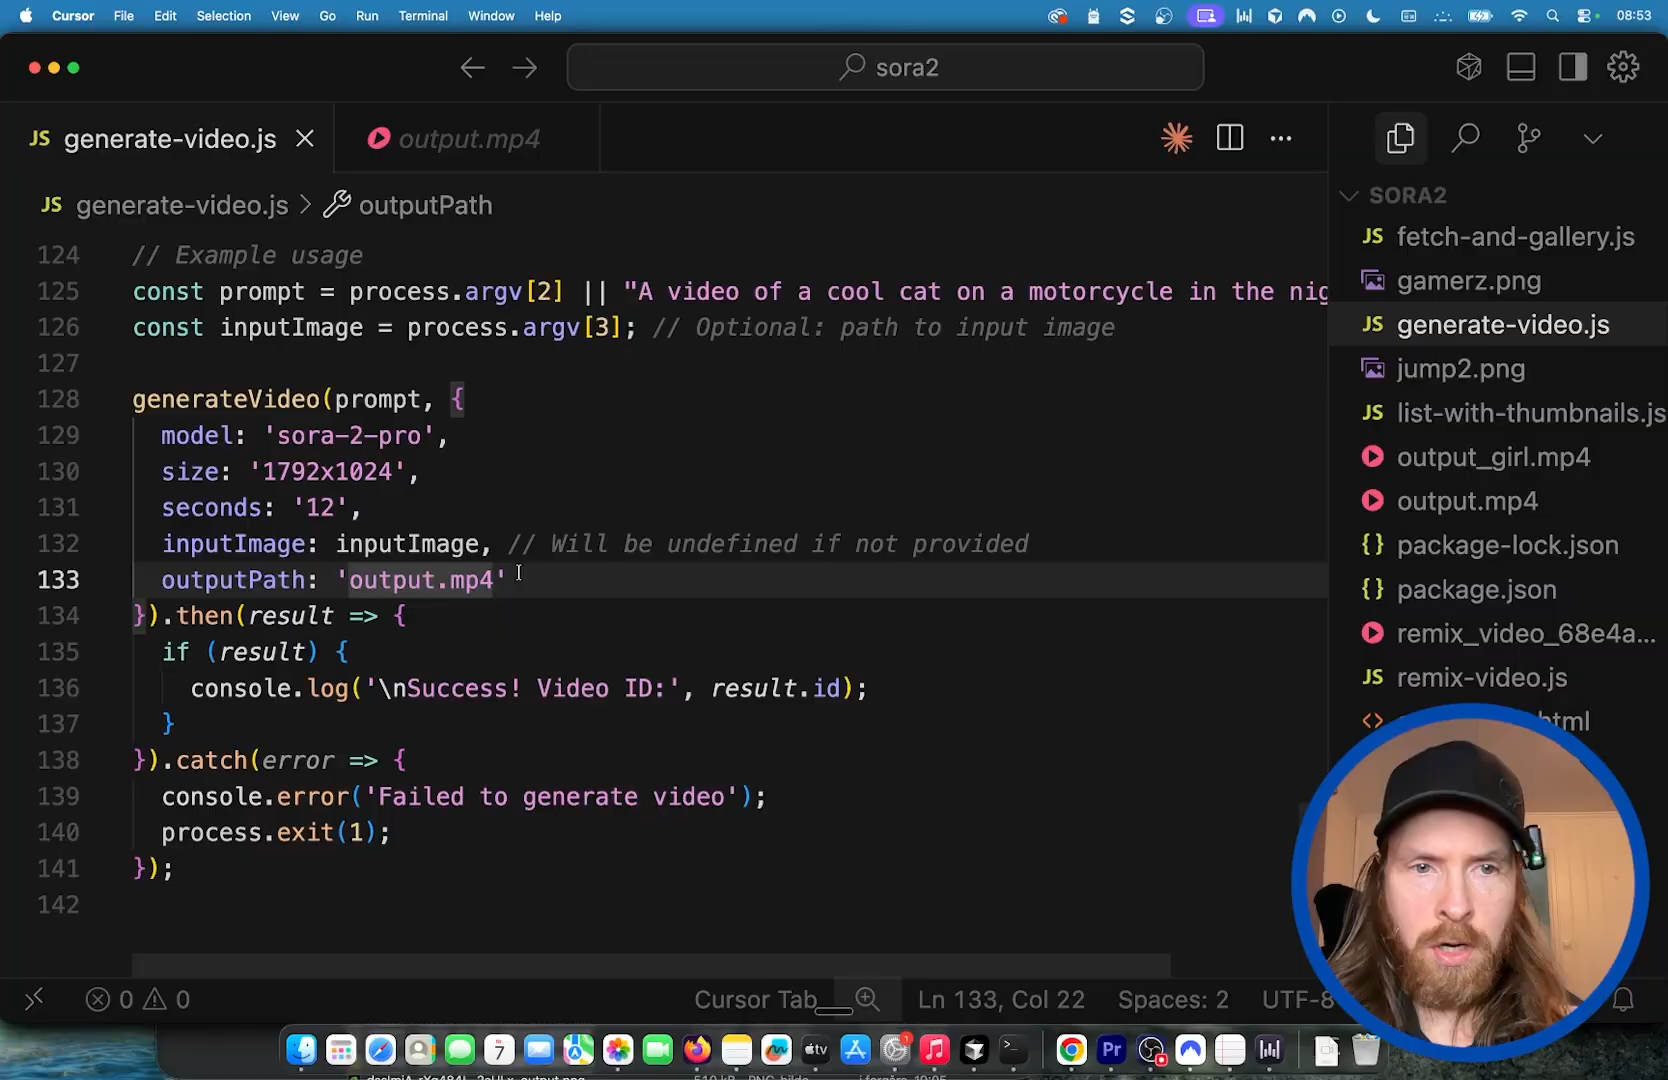 Cursor File Edit Selection View Go Run Terminal Window Help 08:53
sora2
JS generate-video.js output.mp4
JS generate-video.js > outputPath
124 // Example usage
125 const prompt = process.argv[2] || "A video of a cool cat on a motorcycle in the nig
126 const inputImage = process.argv[3]; // Optional: path to input image
127
128 generateVideo(prompt, {
129 model: 'sora-2-pro',
130 size: '1792x1024',
131 seconds: '12',
132 inputImage: inputImage, // Will be undefined if not provided
133 outputPath: 'output.mp4'
134 }).then(result => {
135 if (result) {
136 console.log('\nSuccess! Video ID:', result.id);
137 }
138 }).catch(error => {
139 console.error('Failed to generate video');
140 process.exit(1);
141 });
142
SORA2
JS fetch-and-gallery.js
gamerz.png
JS generate-video.js
jump2.png
JS list-with-thumbnails.js
output_girl.mp4
output.mp4
{} package-lock.json
{} package.json
remix_video_68e4a...
JS remix-video.js
html
0 0 Cursor Tab Ln 133, Col 22 Spaces: 2 UTF-8
7 tv 1 Pr